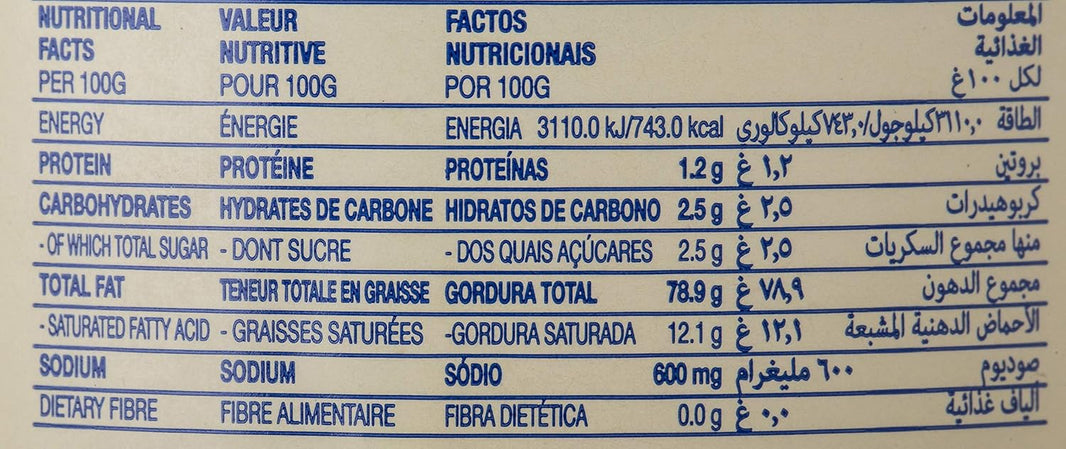 NUTRITIONAL VALEUR FACTOS المعلومات
FACTS NUTRITIVE NUTRICIONAIS الغذائية
PER 100G POUR 100G POR 100G لكل ١٠٠غ
ENERGY ÉNERGIE ENERGIA 3110.0 kJ/743.0 kcal ٣١١٠,٠كيلوجول/٧٤٣,٠كيلوكالوري الطاقة
PROTEIN PROTÉINE PROTEÍNAS 1.2 g ١,٢ غ بروتين
CARBOHYDRATES HYDRATES DE CARBONE HIDRATOS DE CARBONO 2.5 g ٢,٥ غ كربوهيدرات
- OF WHICH TOTAL SUGAR - DONT SUCRE - DOS QUAIS AÇÚCARES 2.5 g ٢,٥ غ منها مجموع السكريات
TOTAL FAT TENEUR TOTALE EN GRAISSE GORDURA TOTAL 78.9 g ٧٨,٩ غ مجموع الدهون
- SATURATED FATTY ACID - GRAISSES SATURÉES -GORDURA SATURADA 12.1 g ١٢,١ غ الأحماض الدهنية المشبعة
SODIUM SODIUM SÓDIO 600 mg ٦٠٠ مليغرام صوديوم
DIETARY FIBRE FIBRE ALIMENTAIRE FIBRA DIETÉTICA 0.0 g ٠,٠ غ ألياف غذائية